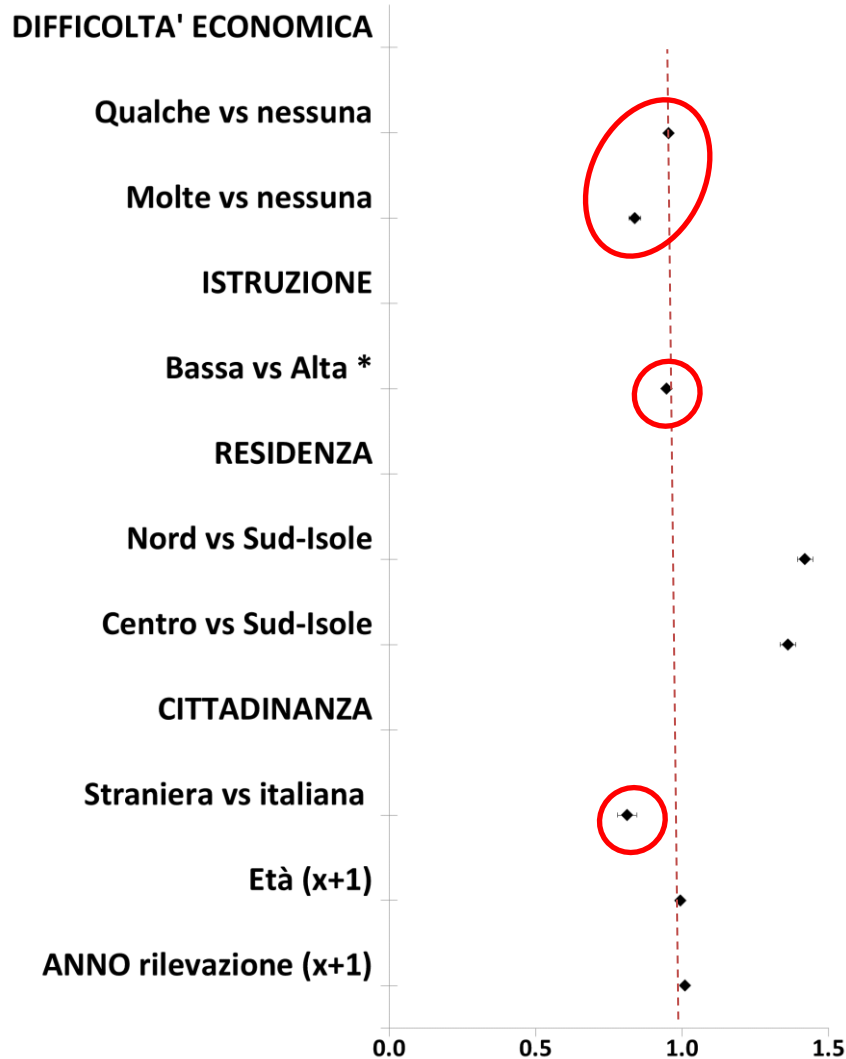 DIFFICOLTA' ECONOMICA
Qualche vs nessuna
Molte vs nessuna
ISTRUZIONE
Bassa vs Alta *
RESIDENZA
Nord vs Sud-Isole
Centro vs Sud-Isole
CITTADINANZA
Straniera vs italiana
Età (x+1)
ANNO rilevazione (x+1)
0.0 0.5 1.0 1.5